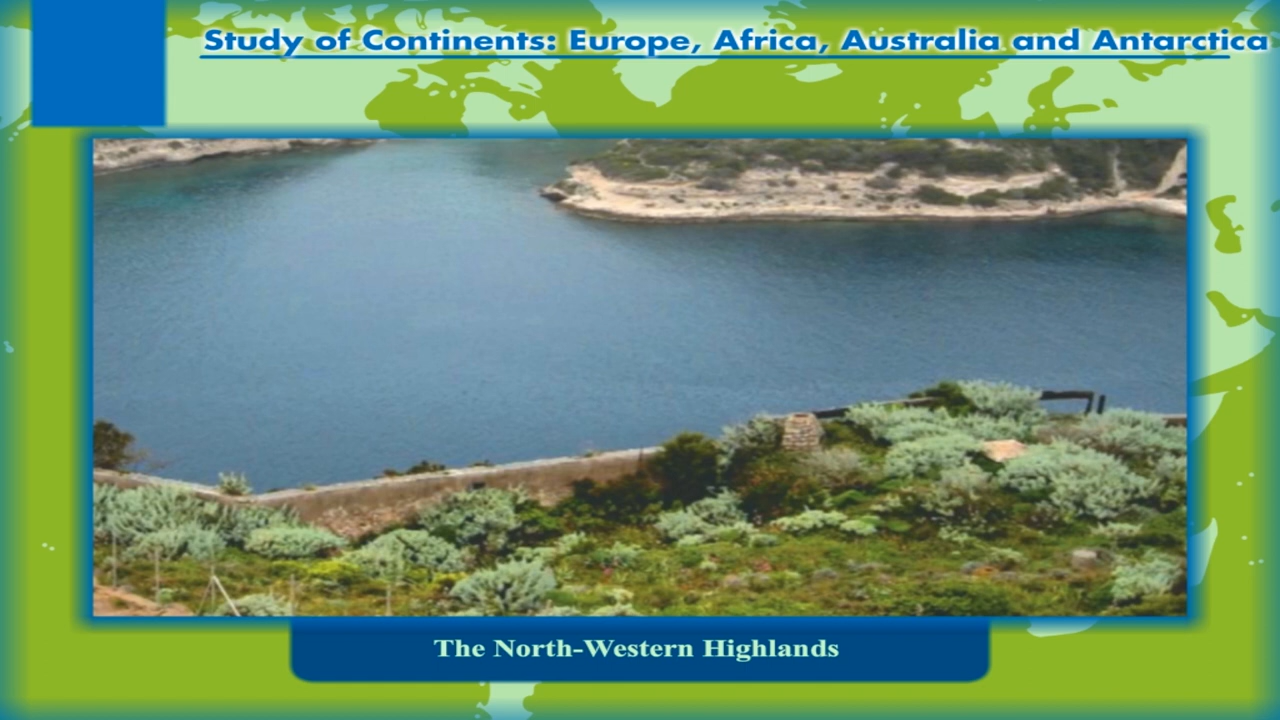 Study of Continents: Europe, Africa, Australia and Antarctica
The North-Western Highlands